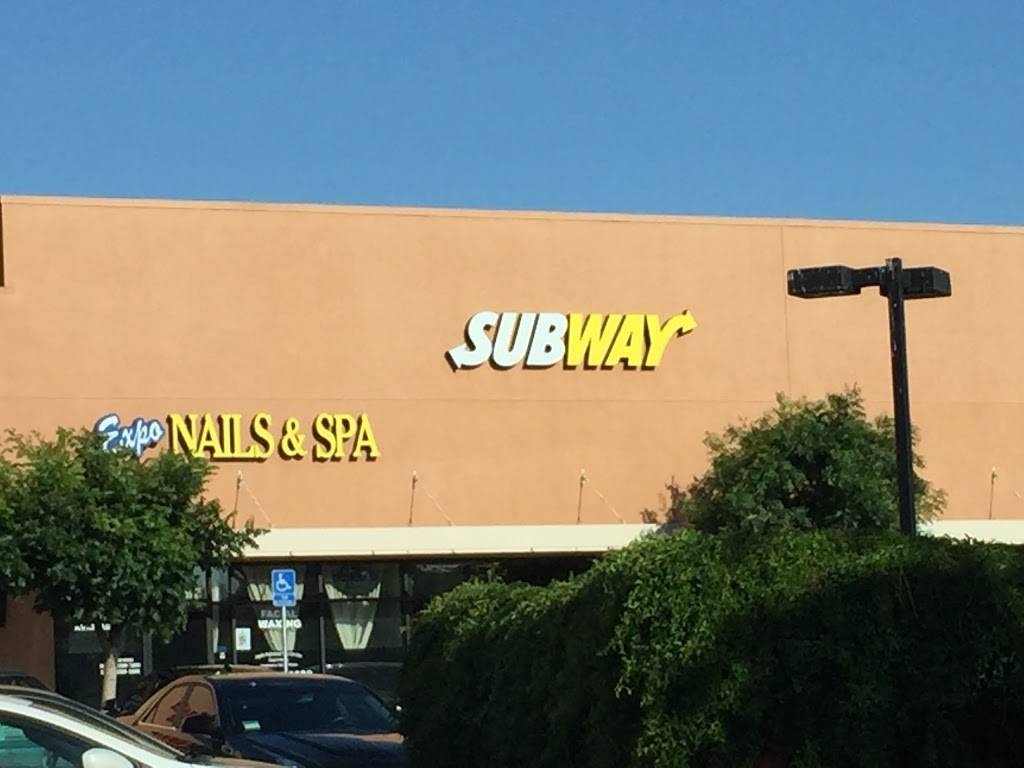 SUBWAY
Expo NAILS & SPA
FACIAL
WAXING